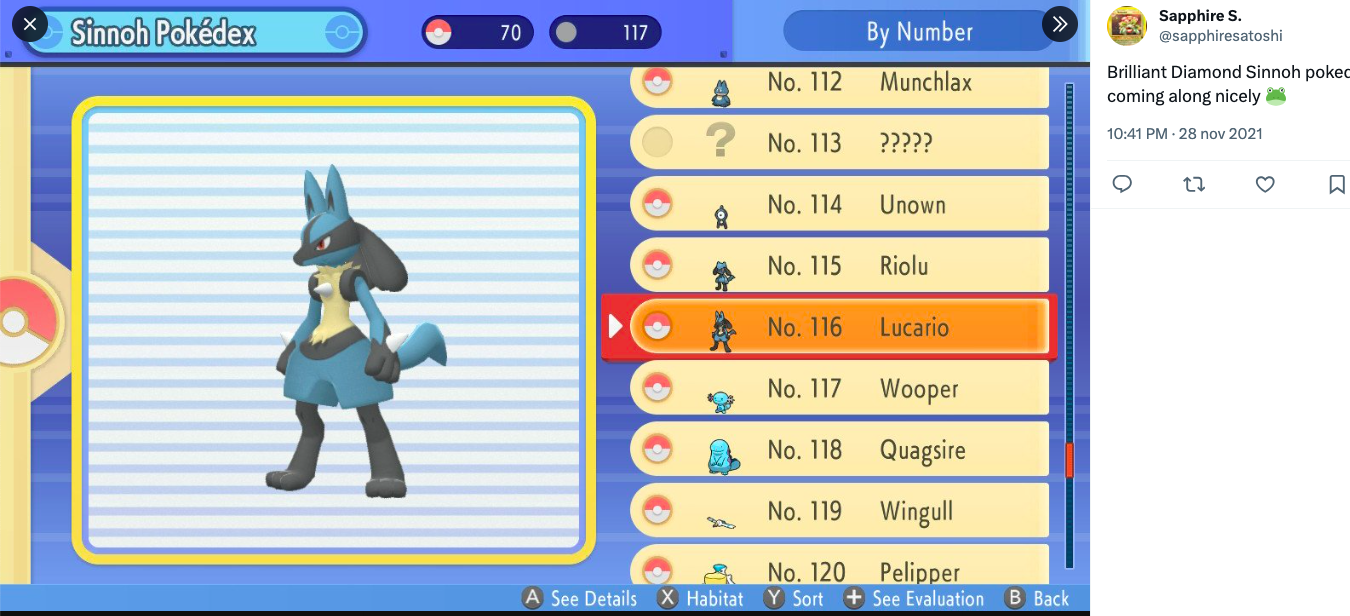 Sinnoh Pokédex
70
117
By Number
No. 112 Munchlax
? No. 113 ?????
No. 114 Unown
No. 115 Riolu
No. 116 Lucario
No. 117 Wooper
No. 118 Quagsire
No. 119 Wingull
No. 120 Pelipper
A See Details X Habitat Y Sort + See Evaluation B Back
Sapphire S.
@sapphiresatoshi
Brilliant Diamond Sinnoh poked
coming along nicely 🐸
10:41 PM · 28 nov 2021